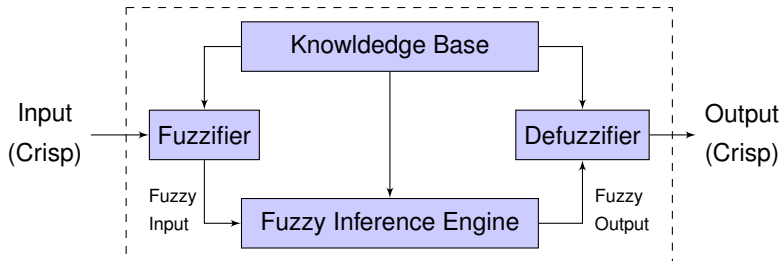 Knowldedge Base
Input
(Crisp)
Fuzzifier
Defuzzifier
Output
(Crisp)
Fuzzy
Input
Fuzzy Inference Engine
Fuzzy
Output